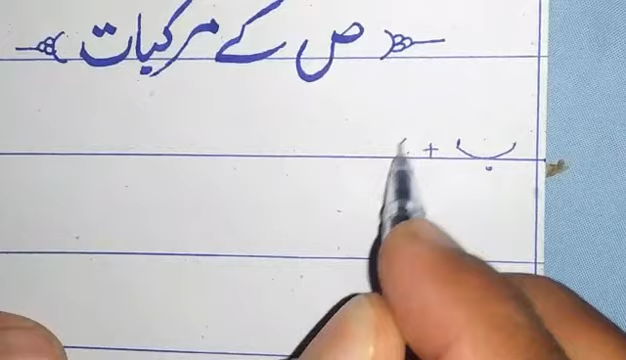 ص کے مرکبات
ب +